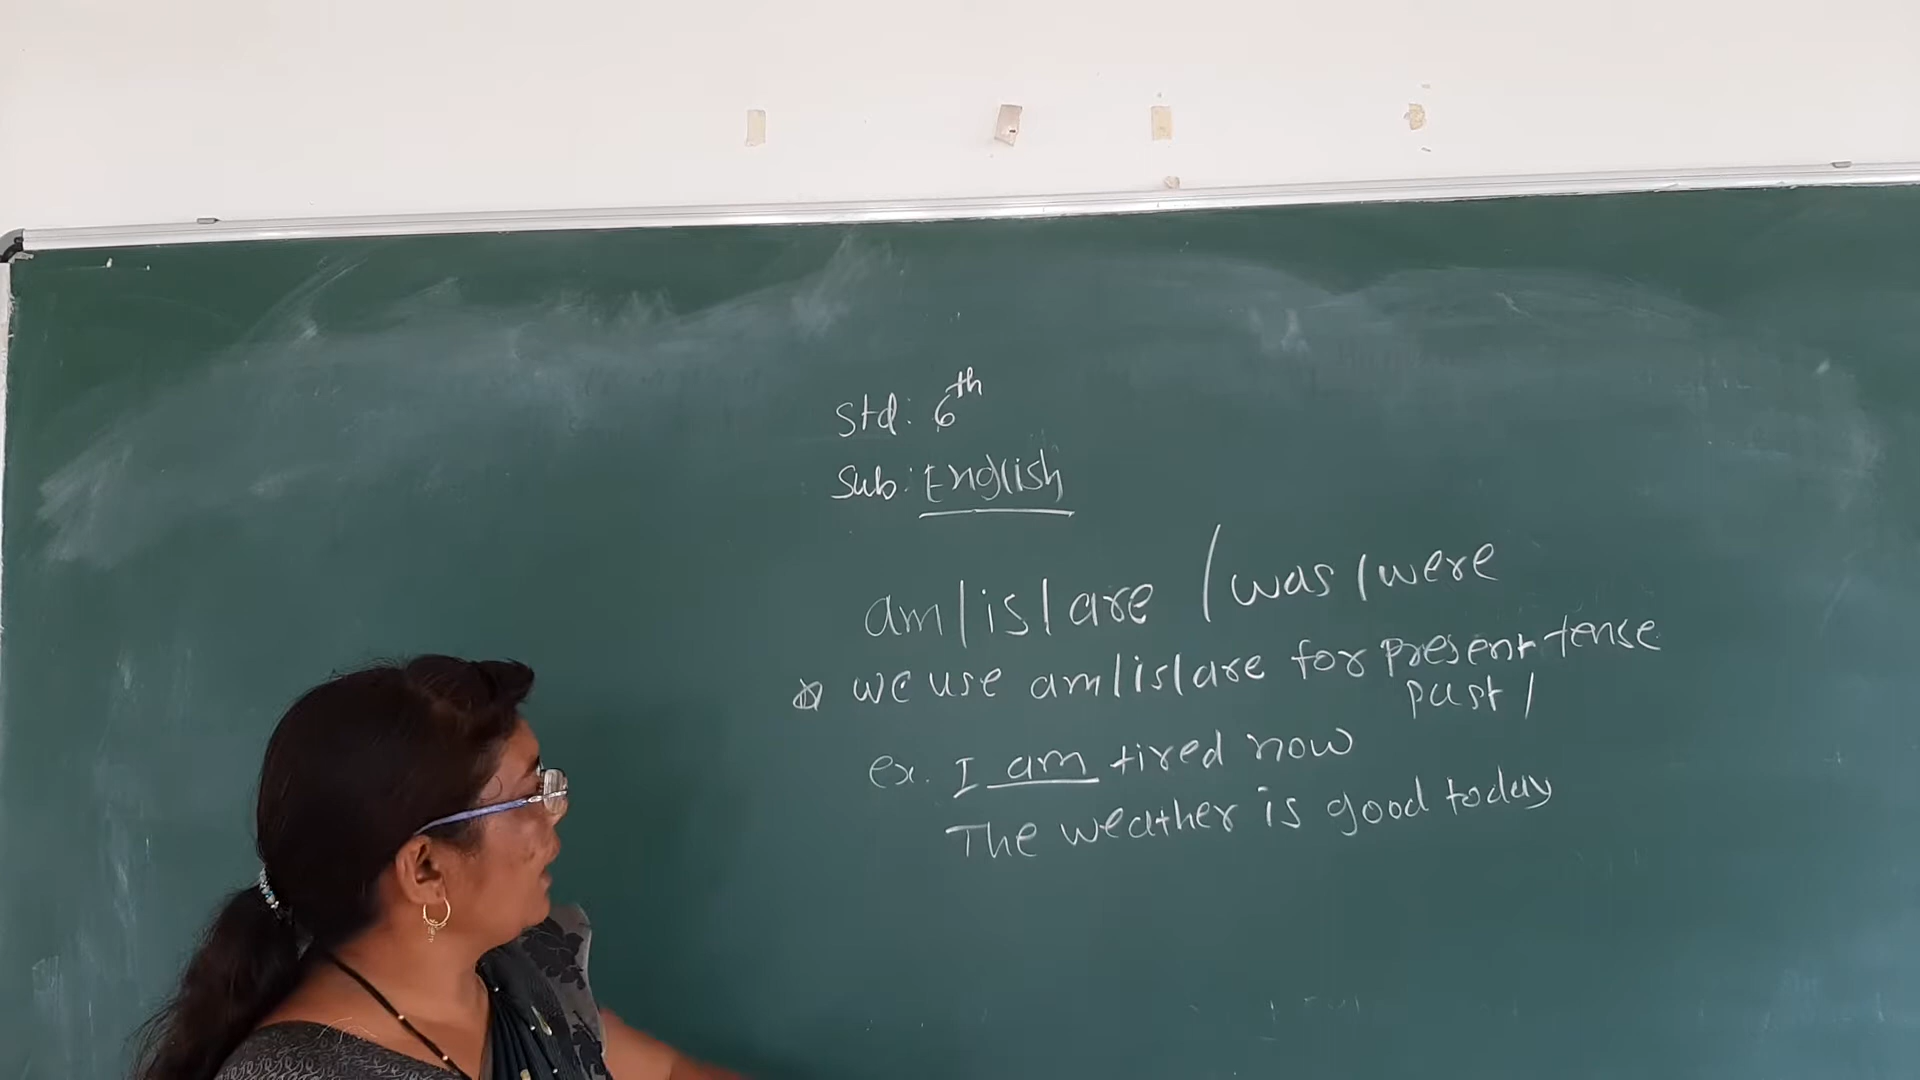 Std: 6th
Sub: English
am/is/are /was/were
we use am/is/are for present tense
past/
ex. I am tired now
The weather is good today